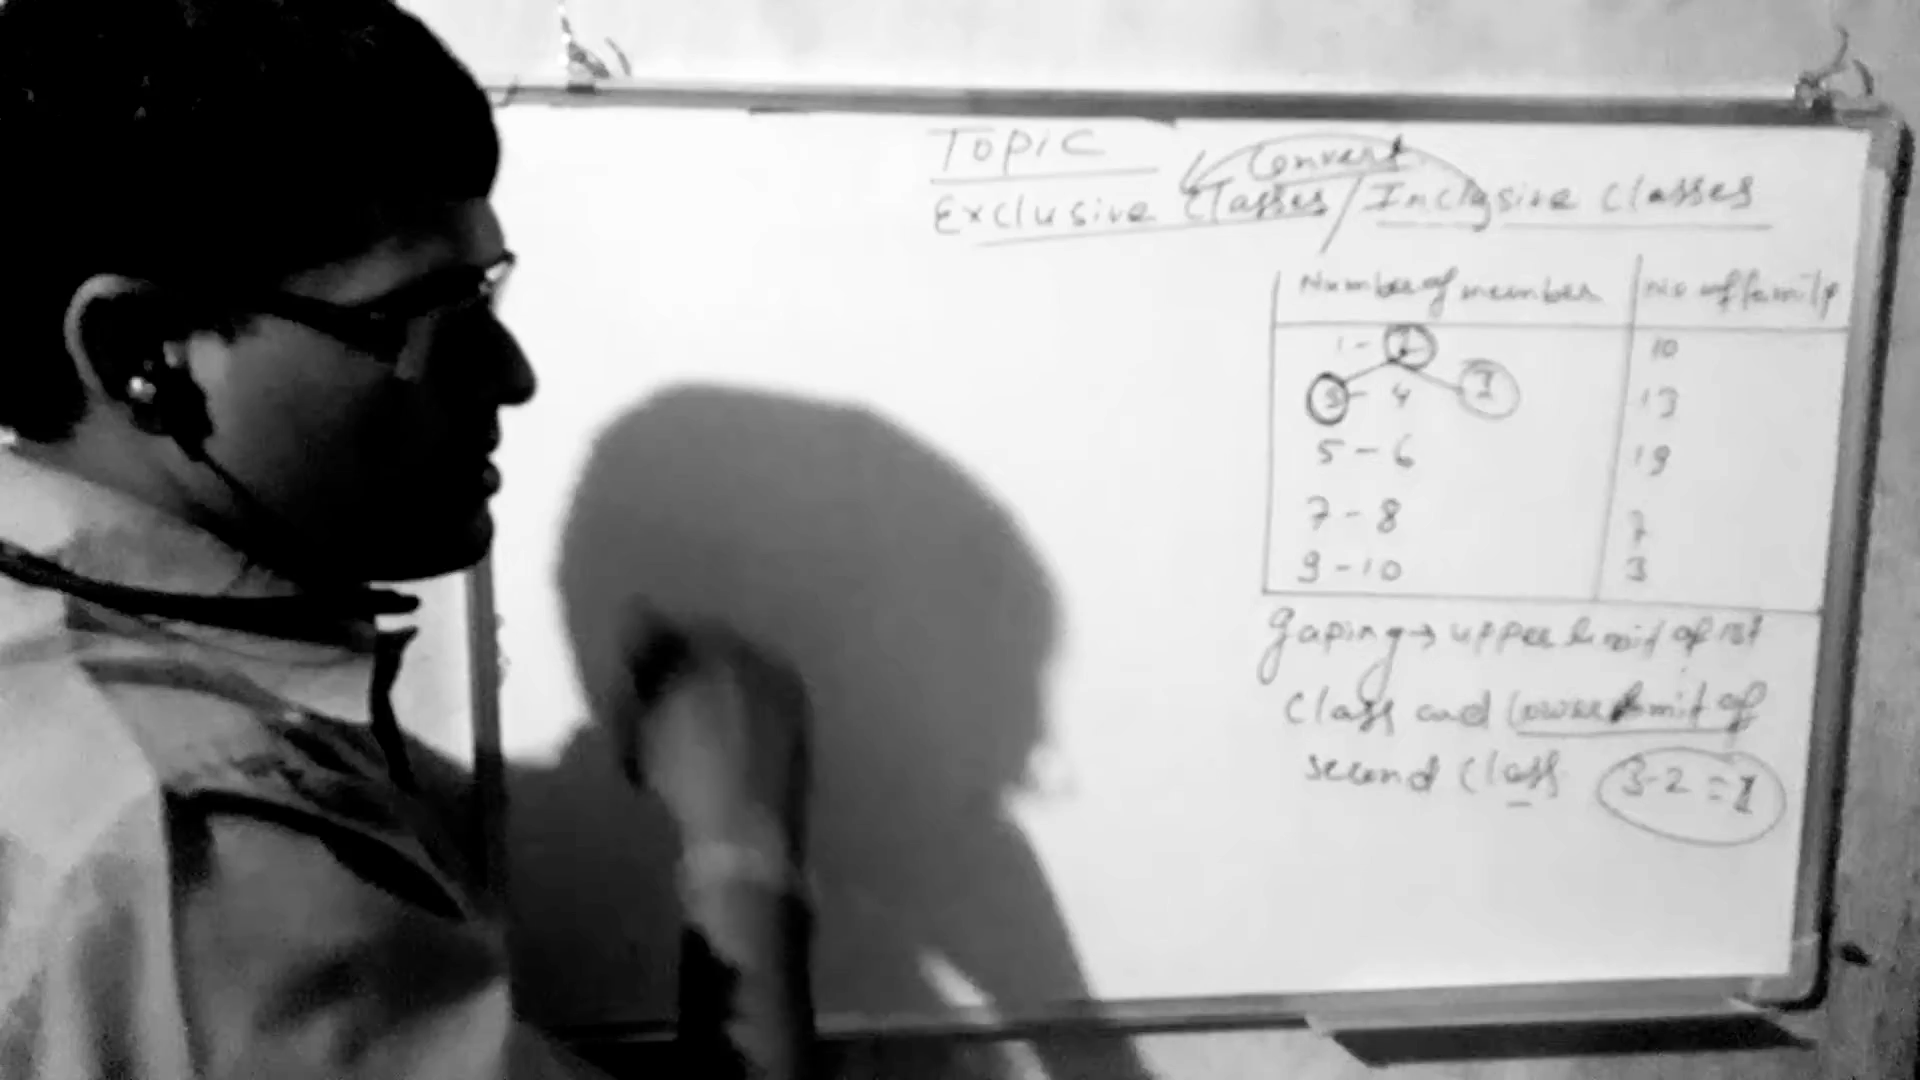 Topic
Convert
Exclusive Classes / Inclusive Classes
Number of member No of family
1 - 2 10
3 - 4 1 13
5 - 6 19
7 - 8 7
9 - 10 3
gaping → upper limit of 1st
class and lower limit of
second class 3-2 = 1